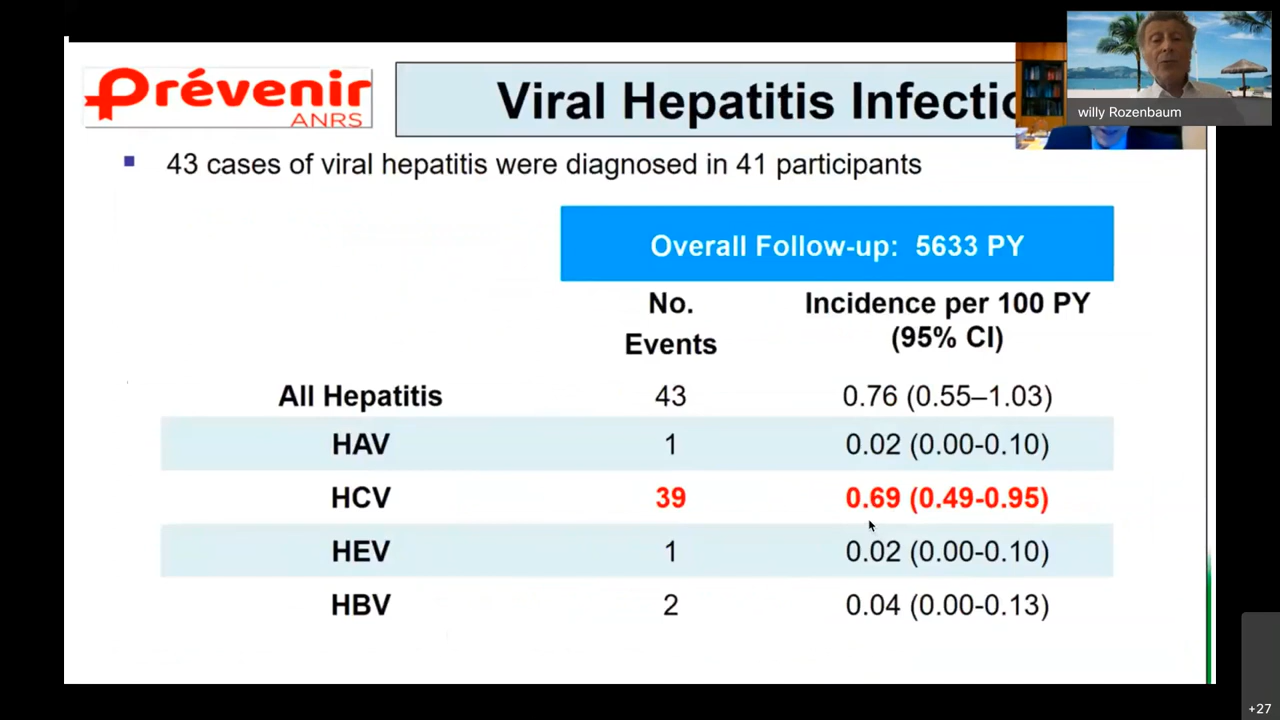 Prévenir
ANRS
Viral Hepatitis Infectio
willy Rozenbaum
43 cases of viral hepatitis were diagnosed in 41 participants
Overall Follow-up: 5633 PY
No. Events
Incidence per 100 PY (95% CI)
All Hepatitis 43 0.76 (0.55–1.03)
HAV 1 0.02 (0.00-0.10)
HCV 39 0.69 (0.49-0.95)
HEV 1 0.02 (0.00-0.10)
HBV 2 0.04 (0.00-0.13)
+27